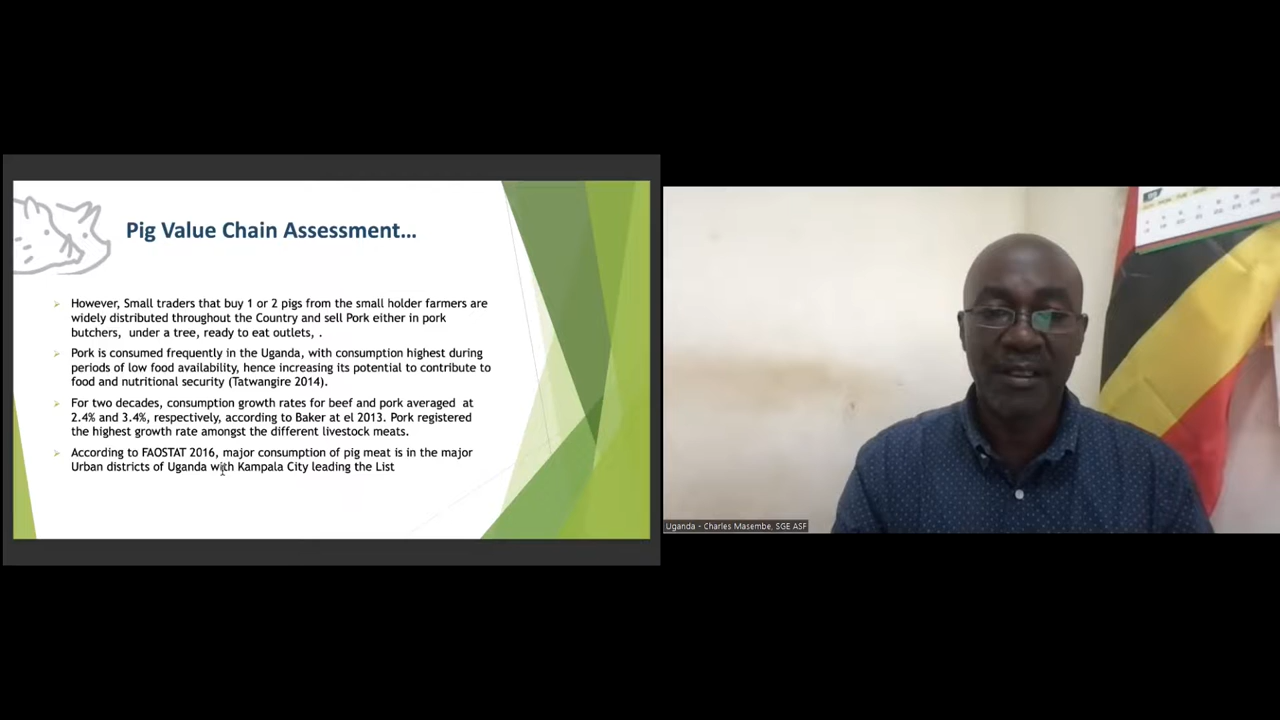 Pig Value Chain Assessment...
However, Small traders that buy 1 or 2 pigs from the small holder farmers are
widely distributed throughout the Country and sell Pork either in pork
butchers, under a tree, ready to eat outlets, .
Pork is consumed frequently in the Uganda, with consumption highest during
periods of low food availability, hence increasing its potential to contribute to
food and nutritional security (Tatwangire 2014).
For two decades, consumption growth rates for beef and pork averaged at
2.4% and 3.4%, respectively, according to Baker at el 2013. Pork registered
the highest growth rate amongst the different livestock meats.
According to FAOSTAT 2016, major consumption of pig meat is in the major
Urban districts of Uganda with Kampala City leading the List
Uganda - Charles Masembe, SGE ASF